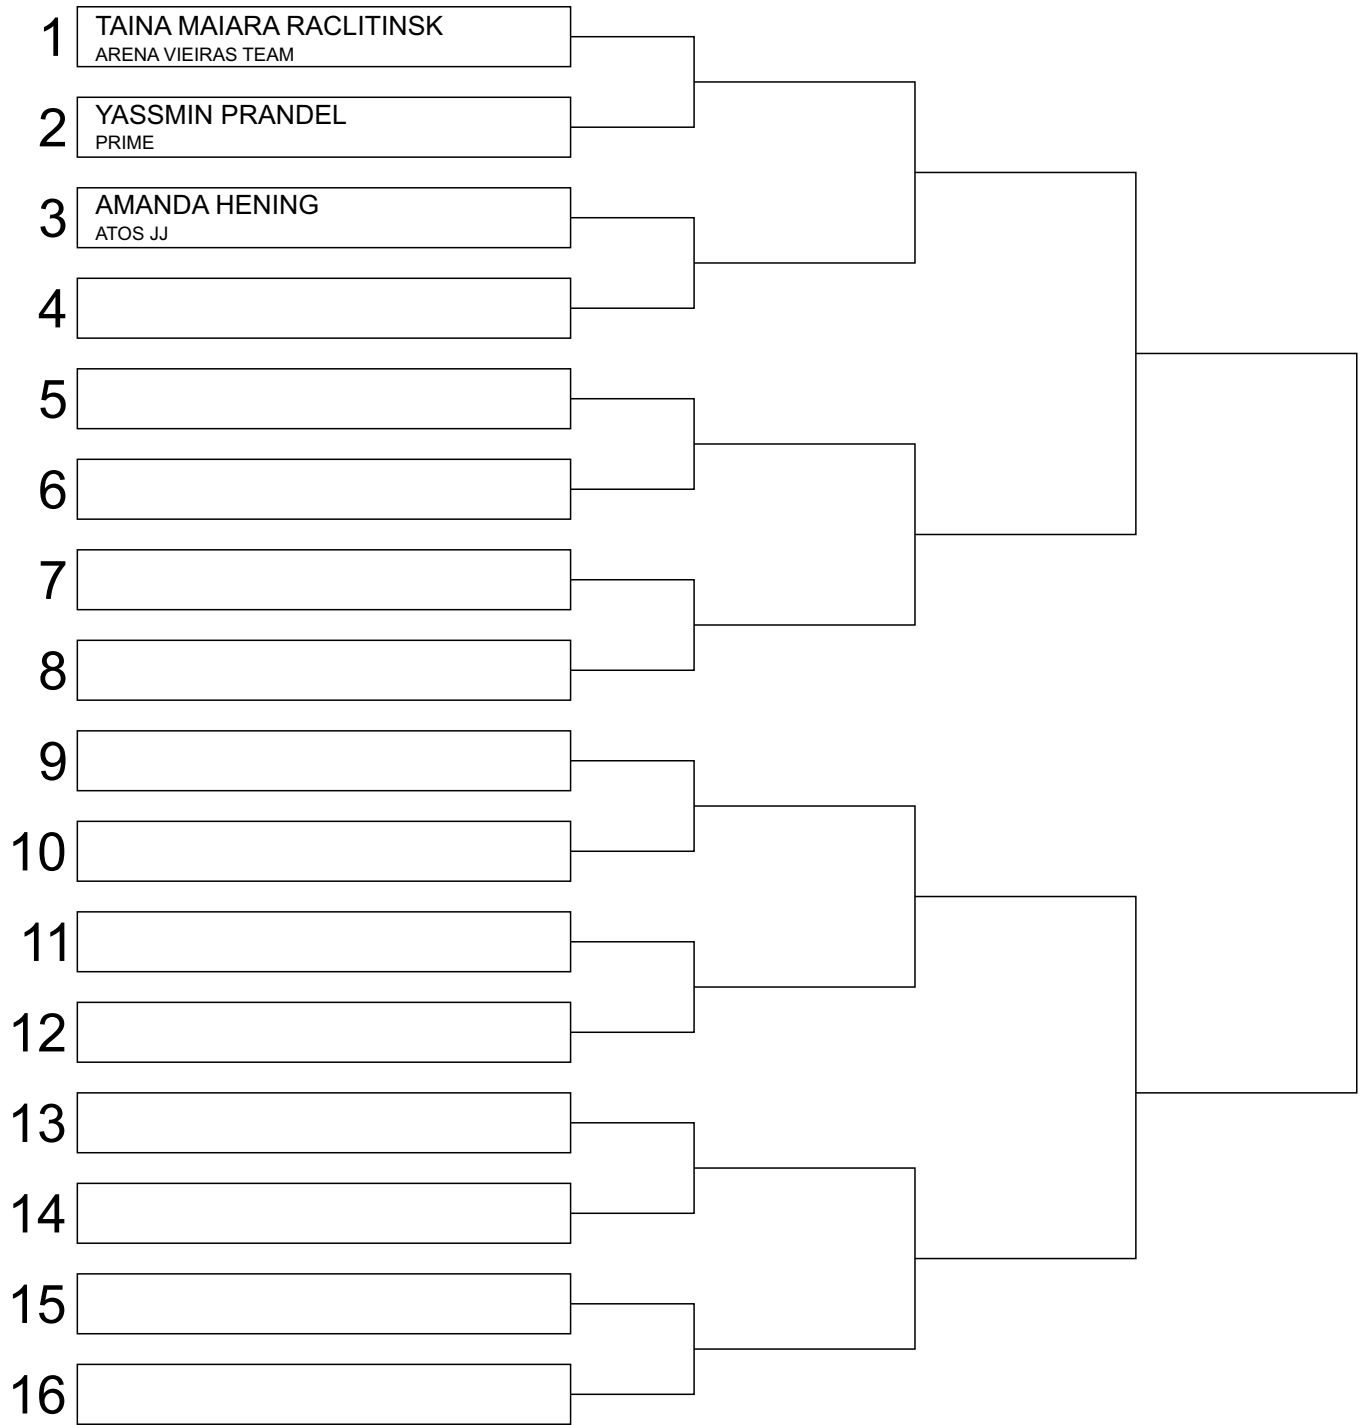 1 TAINA MAIARA RACLITINSK
ARENA VIEIRAS TEAM
2 YASSMIN PRANDEL
PRIME
3 AMANDA HENING
ATOS JJ
4
5
6
7
8
9
10
11
12
13
14
15
16